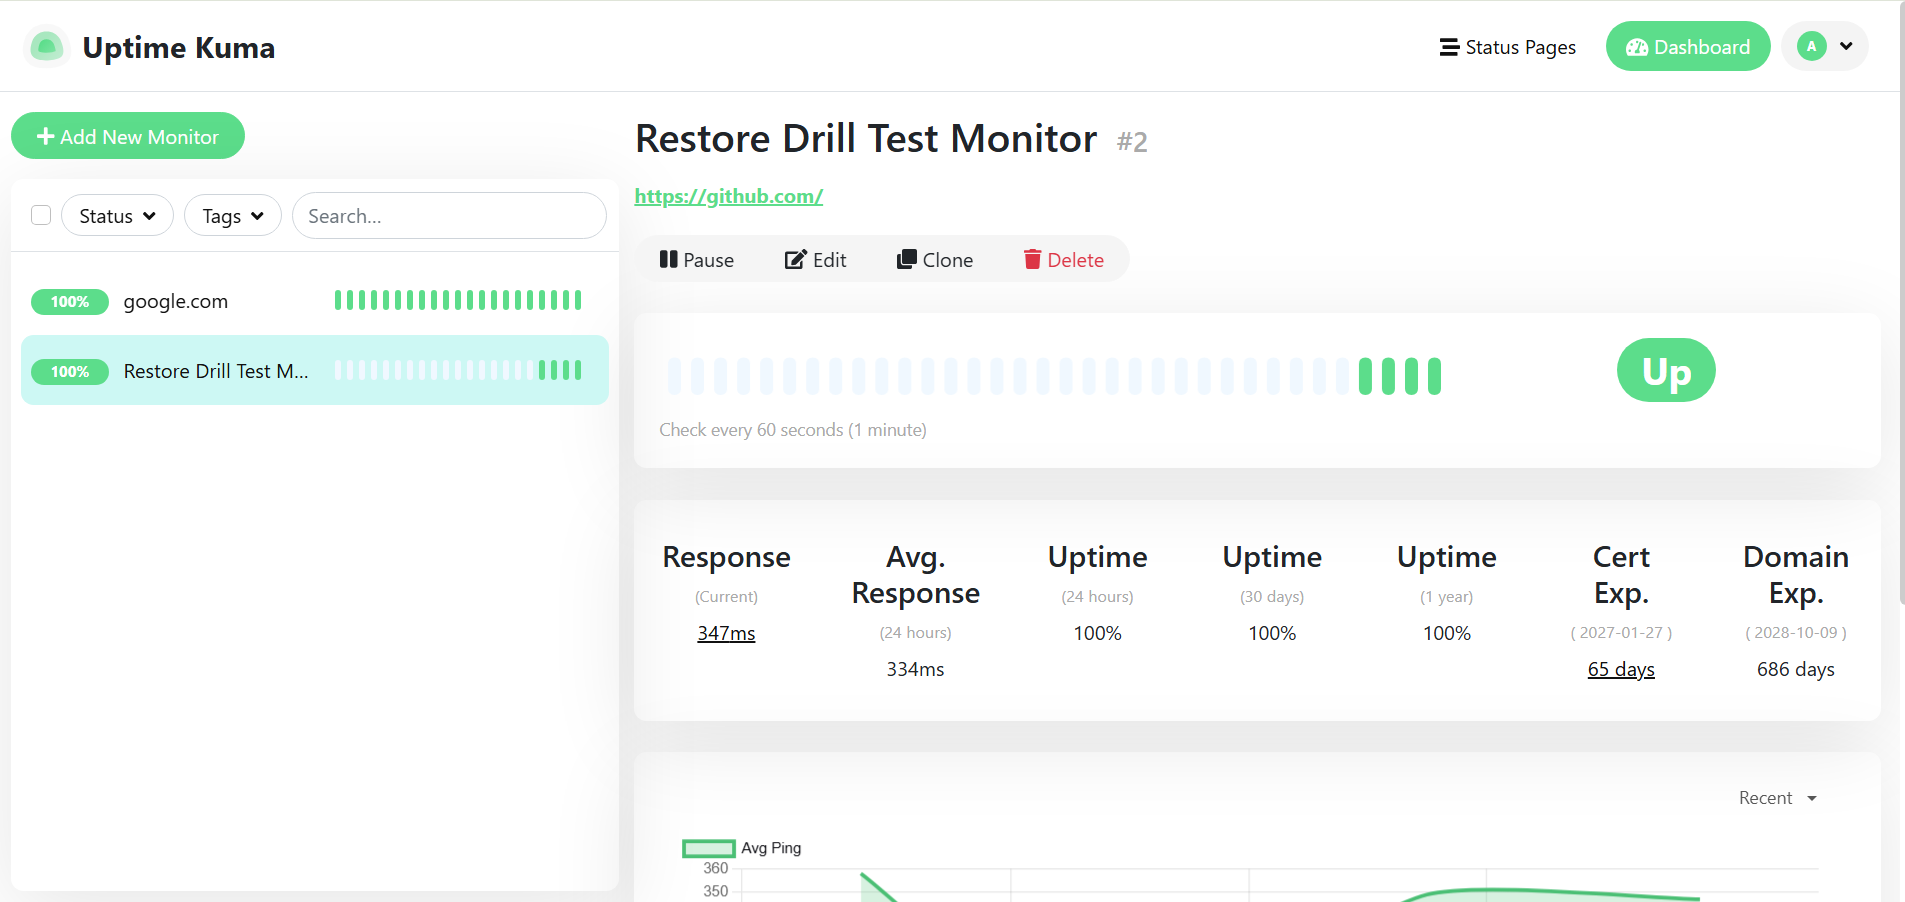 Uptime Kuma
Status Pages
Dashboard
A
Add New Monitor
Status
Tags
Search...
100%
google.com
100%
Restore Drill Test M...
Restore Drill Test Monitor #2
https://github.com/
Pause
Edit
Clone
Delete
Up
Check every 60 seconds (1 minute)
Response
(Current)
347ms
Avg.
Response
(24 hours)
334ms
Uptime
(24 hours)
100%
Uptime
(30 days)
100%
Uptime
(1 year)
100%
Cert
Exp.
( 2027-01-27 )
65 days
Domain
Exp.
( 2028-10-09 )
686 days
Recent
Avg Ping
360
350